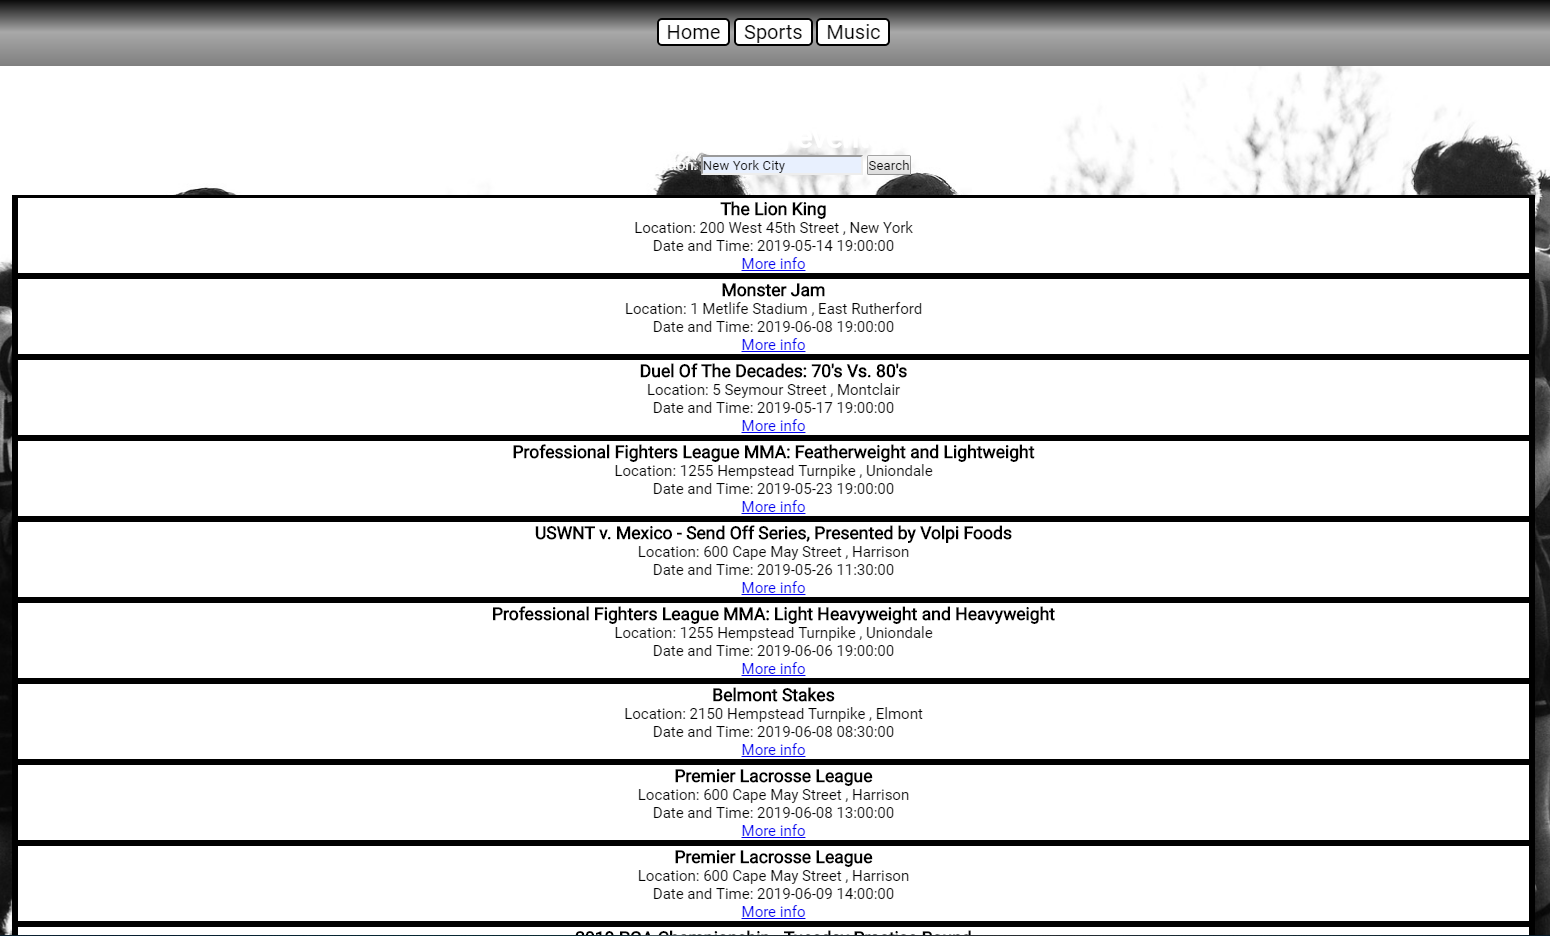 Home Sports Music
New York City Search
The Lion King
Location: 200 West 45th Street , New York
Date and Time: 2019-05-14 19:00:00
More info
Monster Jam
Location: 1 Metlife Stadium , East Rutherford
Date and Time: 2019-06-08 19:00:00
More info
Duel Of The Decades: 70's Vs. 80's
Location: 5 Seymour Street , Montclair
Date and Time: 2019-05-17 19:00:00
More info
Professional Fighters League MMA: Featherweight and Lightweight
Location: 1255 Hempstead Turnpike , Uniondale
Date and Time: 2019-05-23 19:00:00
More info
USWNT v. Mexico - Send Off Series, Presented by Volpi Foods
Location: 600 Cape May Street , Harrison
Date and Time: 2019-05-26 11:30:00
More info
Professional Fighters League MMA: Light Heavyweight and Heavyweight
Location: 1255 Hempstead Turnpike , Uniondale
Date and Time: 2019-06-06 19:00:00
More info
Belmont Stakes
Location: 2150 Hempstead Turnpike , Elmont
Date and Time: 2019-06-08 08:30:00
More info
Premier Lacrosse League
Location: 600 Cape May Street , Harrison
Date and Time: 2019-06-08 13:00:00
More info
Premier Lacrosse League
Location: 600 Cape May Street , Harrison
Date and Time: 2019-06-09 14:00:00
More info
2019 PGA Championship - Tuesday Practice Round